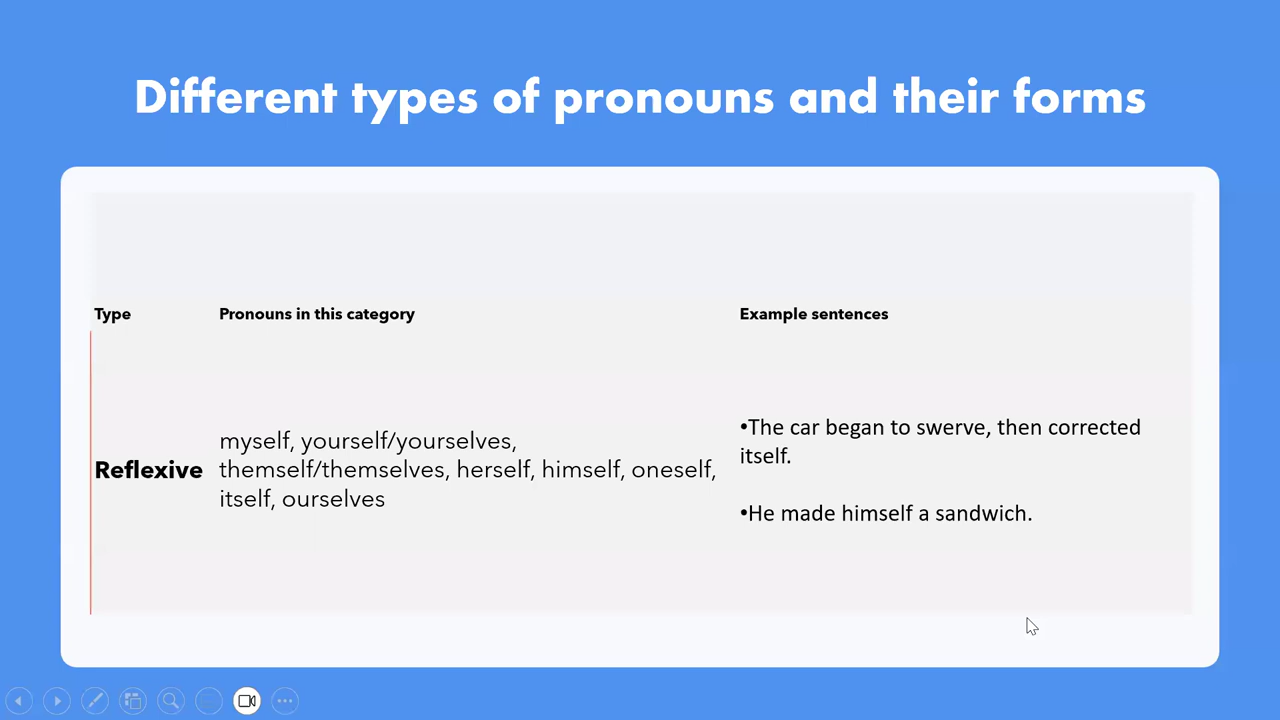 Different types of pronouns and their forms
Type
Pronouns in this category
Example sentences
Reflexive
myself, yourself/yourselves,
themself/themselves, herself, himself, oneself,
itself, ourselves
•The car began to swerve, then corrected
itself.
•He made himself a sandwich.